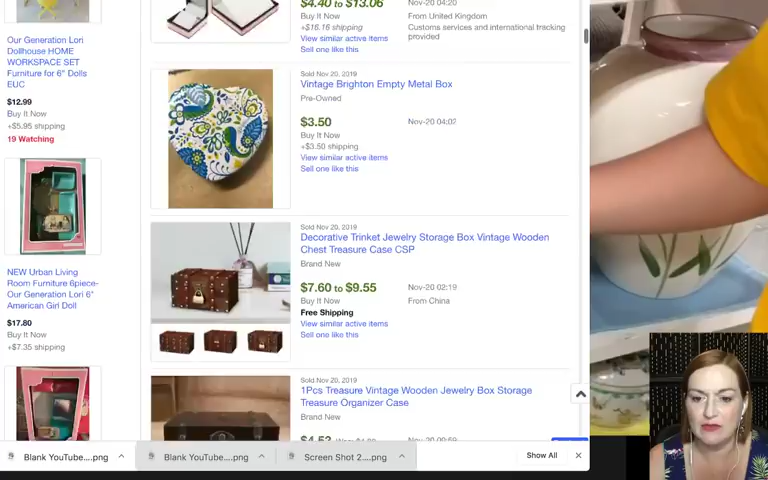 Our Generation Lori
Dollhouse HOME
WORKSPACE SET
Furniture for 6" Dolls
EUC
$12.99
Buy It Now
+$5.95 shipping
19 Watching
NEW Urban Living
Room Furniture 6piece-
Our Generation Lori 6"
American Girl Doll
$17.80
Buy It Now
+$7.35 shipping
$4.40 to $13.06
Nov-20 04:20
Buy It Now
From United Kingdom
+$16.16 shipping
Customs services and international tracking
provided
View similar active items
Sell one like this
Sold Nov 20, 2019
Vintage Brighton Empty Metal Box
Pre-Owned
$3.50
Nov-20 04:02
Buy It Now
+$3.50 shipping
View similar active items
Sell one like this
Sold Nov 20, 2019
Decorative Trinket Jewelry Storage Box Vintage Wooden
Chest Treasure Case CSP
Brand New
$7.60 to $9.55
Nov-20 02:19
Buy It Now
From China
Free Shipping
View similar active items
Sell one like this
Sold Nov 20, 2019
1Pcs Treasure Vintage Wooden Jewelry Box Storage
Treasure Organizer Case
Brand New
Blank YouTube....png
Blank YouTube....png
Screen Shot 2....png
Show All